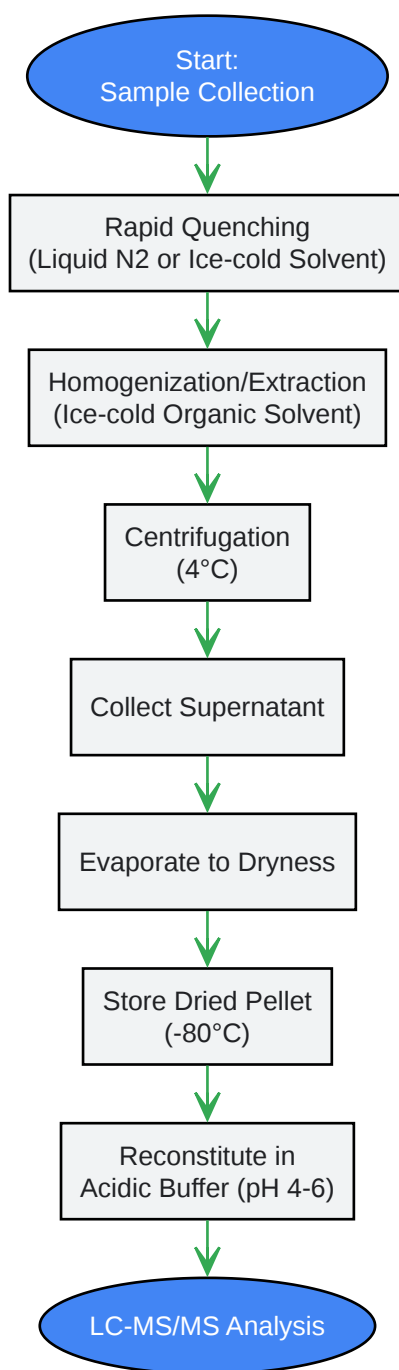 Start:
Sample Collection
Rapid Quenching
(Liquid N2 or Ice-cold Solvent)
Homogenization/Extraction
(Ice-cold Organic Solvent)
Centrifugation
(4°C)
Collect Supernatant
Evaporate to Dryness
Store Dried Pellet
(-80°C)
Reconstitute in
Acidic Buffer (pH 4-6)
LC-MS/MS Analysis